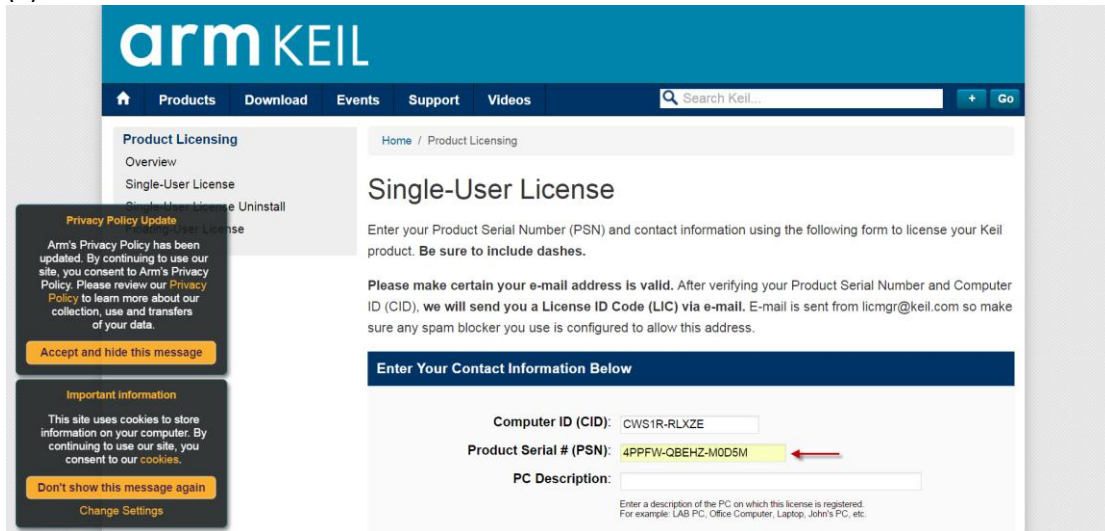 arm KEIL
Products Download Events Support Videos Search Keil... + Go
Product Licensing
Overview
Single-User License
Single-User License Uninstall
Floating-User License
Home / Product Licensing
Single-User License
Enter your Product Serial Number (PSN) and contact information using the following form to license your Keil
product. Be sure to include dashes.
Please make certain your e-mail address is valid. After verifying your Product Serial Number and Computer
ID (CID), we will send you a License ID Code (LIC) via e-mail. E-mail is sent from licmgr@keil.com so make
sure any spam blocker you use is configured to allow this address.
Enter Your Contact Information Below
Computer ID (CID): CWS1R-RLXZE
Product Serial # (PSN): 4PPFW-QBEHZ-M0D5M
PC Description:
Enter a description of the PC on which this license is registered.
For example: LAB PC, Office Computer, Laptop, John's PC, etc.
Privacy Policy Update
Arm's Privacy Policy has been
updated. By continuing to use our
site, you consent to Arm's Privacy
Policy. Please review our Privacy
Policy to learn more about our
collection, use and transfers
of your data.
Accept and hide this message
Important information
This site uses cookies to store
information on your computer. By
continuing to use our site, you
consent to our cookies.
Don't show this message again
Change Settings